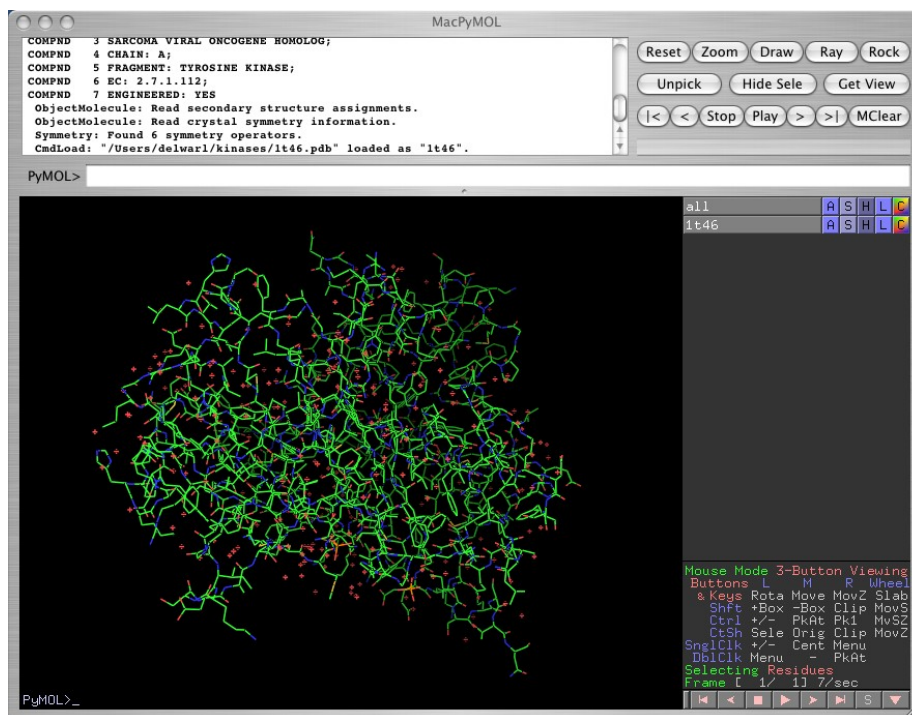 MacPyMOL
COMPND 3 SARCOMA VIRAL ONCOGENE HOMOLOG;
COMPND 4 CHAIN: A;
COMPND 5 FRAGMENT: TYROSINE KINASE;
COMPND 6 EC: 2.7.1.112;
COMPND 7 ENGINEERED: YES
ObjectMolecule: Read secondary structure assignments.
ObjectMolecule: Read crystal symmetry information.
Symmetry: Found 6 symmetry operators.
CmdLoad: "/Users/delwarl/kinases/1t46.pdb" loaded as "1t46".
Reset Zoom Draw Ray Rock
Unpick Hide Sele Get View
|< < Stop Play > >| MClear
PyMOL>
all A S H L C
1t46 A S H L C
Mouse Mode 3-Button Viewing
Buttons L M R Wheel
& Keys Rota Move MovZ Slab
Shft +Box -Box Clip MovS
Ctrl +/- PkAt Pk1 MvSZ
CtSh Sele Orig Clip MovZ
SnglClk +/- Cent Menu
DblClk Menu - PkAt
Selecting Residues
Frame [ 1/ 1] 7/sec
PyMOL>_
S